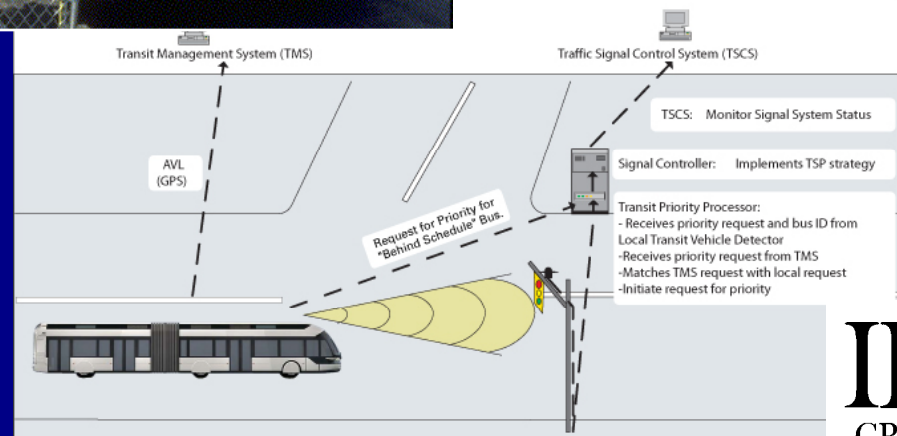 Transit Management System (TMS)
Traffic Signal Control System (TSCS)
TSCS: Monitor Signal System Status
AVL
(GPS)
Signal Controller: Implements TSP strategy
Request for Priority for
"Behind Schedule" Bus.
Transit Priority Processor:
- Receives priority request and bus ID from
Local Transit Vehicle Detector
-Receives priority request from TMS
-Matches TMS request with local request
-Initiate request for priority